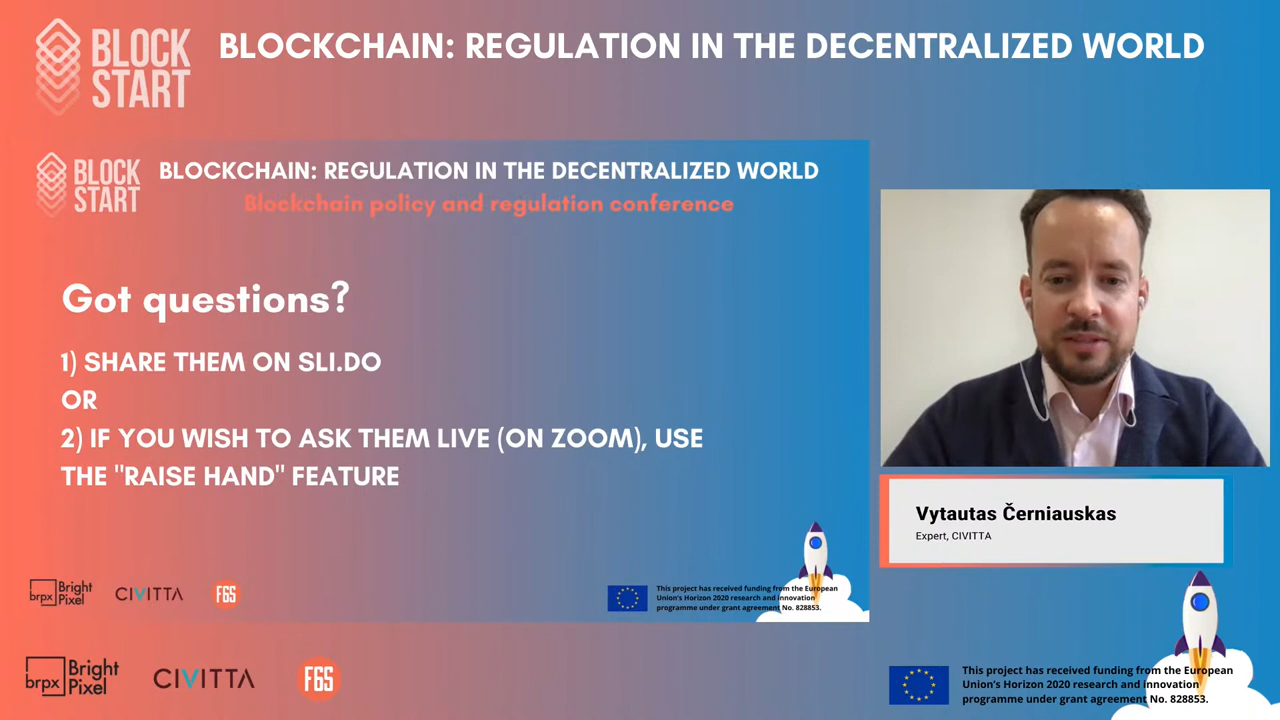 BLOCK
START
BLOCKCHAIN: REGULATION IN THE DECENTRALIZED WORLD
BLOCK
START
BLOCKCHAIN: REGULATION IN THE DECENTRALIZED WORLD
Blockchain policy and regulation conference
Got questions?
1) SHARE THEM ON SLI.DO
OR
2) IF YOU WISH TO ASK THEM LIVE (ON ZOOM), USE
THE "RAISE HAND" FEATURE
brpx Bright
Pixel
CIVITTA
F6S
This project has received funding from the European
Union's Horizon 2020 research and innovation
programme under grant agreement No. 828853.
Vytautas Černiauskas
Expert, CIVITTA
brpx Bright
Pixel
CIVITTA
F6S
This project has received funding from the European
Union's Horizon 2020 research and innovation
programme under grant agreement No. 828853.